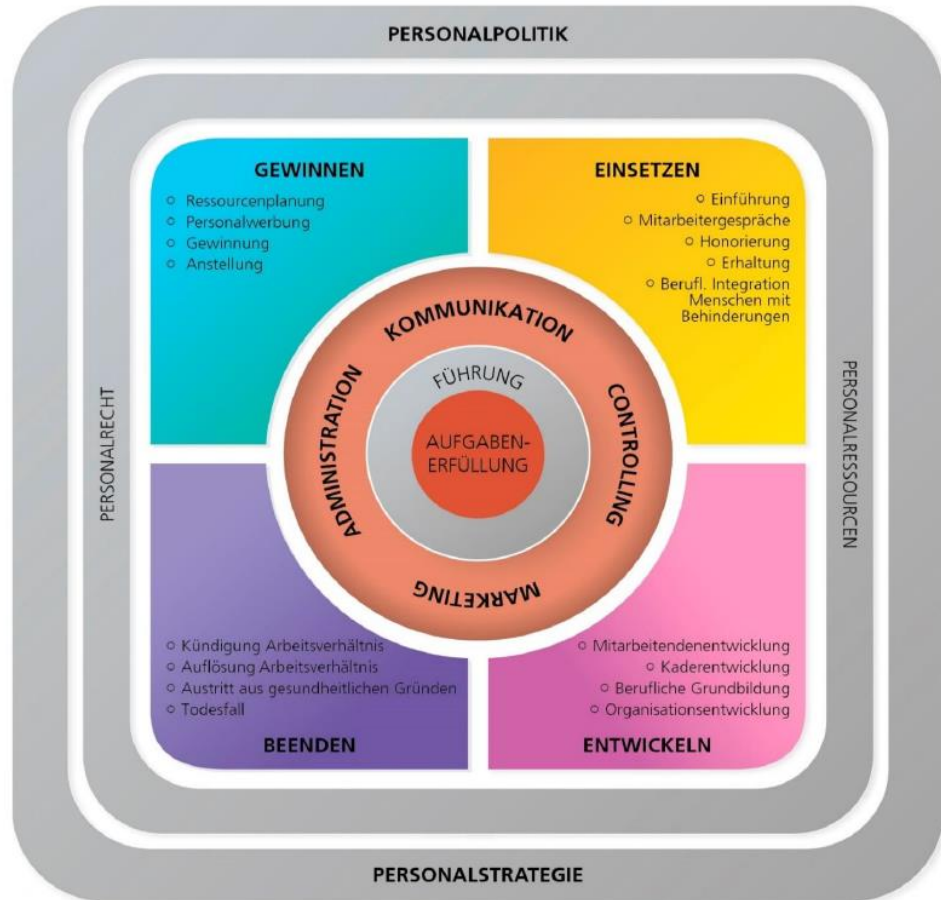 PERSONALPOLITIK
GEWINNEN
○ Ressourcenplanung
○ Personalwerbung
○ Gewinnung
○ Anstellung
EINSETZEN
○ Einführung
○ Mitarbeitergespräche
○ Honorierung
○ Erhaltung
○ Berufl. Integration
Menschen mit
Behinderungen
PERSONALRECHT
KOMMUNIKATION
ADMINISTRATION
FÜHRUNG
AUFGABEN-
ERFÜLLUNG
CONTROLLING
MARKETING
PERSONALRESSOURCEN
○ Kündigung Arbeitsverhältnis
○ Auflösung Arbeitsverhältnis
○ Austritt aus gesundheitlichen Gründen
○ Todesfall
BEENDEN
○ Mitarbeitendenentwicklung
○ Kaderentwicklung
○ Berufliche Grundbildung
○ Organisationsentwicklung
ENTWICKELN
PERSONALSTRATEGIE